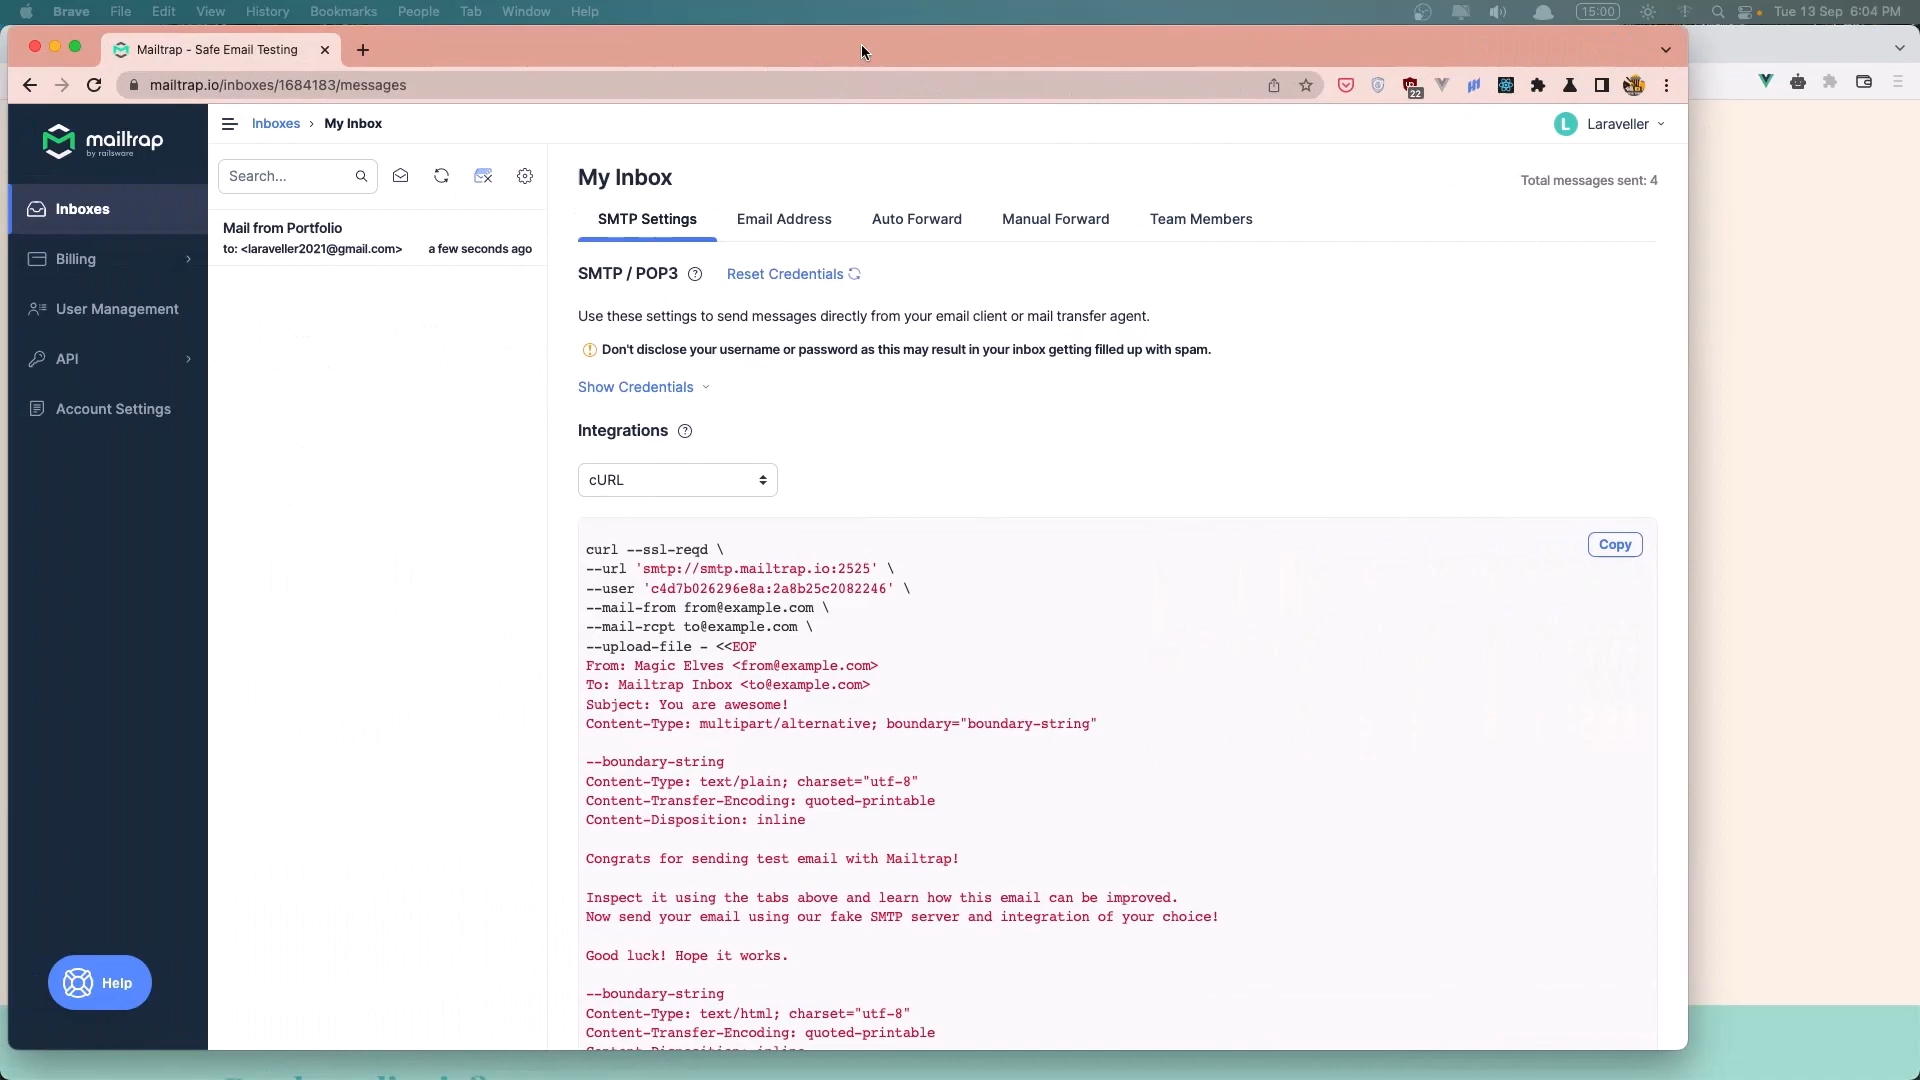 Brave File Edit View History Bookmarks People Tab Window Help 15:00 Tue 13 Sep 6:04 PM
Mailtrap - Safe Email Testing
mailtrap.io/inboxes/1684183/messages
22
mailtrap
by railsware
Inboxes › My Inbox
L Laraveller
Search...
Inboxes
Billing
User Management
API
Account Settings
Help
Mail from Portfolio
to: <laraveller2021@gmail.com> a few seconds ago
My Inbox
Total messages sent: 4
SMTP Settings Email Address Auto Forward Manual Forward Team Members
SMTP / POP3 Reset Credentials
Use these settings to send messages directly from your email client or mail transfer agent.
Don't disclose your username or password as this may result in your inbox getting filled up with spam.
Show Credentials
Integrations
cURL
Copy
curl --ssl-reqd \
--url 'smtp://smtp.mailtrap.io:2525' \
--user 'c4d7b026296e8a:2a8b25c2082246' \
--mail-from from@example.com \
--mail-rcpt to@example.com \
--upload-file - <<EOF
From: Magic Elves <from@example.com>
To: Mailtrap Inbox <to@example.com>
Subject: You are awesome!
Content-Type: multipart/alternative; boundary="boundary-string"
--boundary-string
Content-Type: text/plain; charset="utf-8"
Content-Transfer-Encoding: quoted-printable
Content-Disposition: inline
Congrats for sending test email with Mailtrap!
Inspect it using the tabs above and learn how this email can be improved.
Now send your email using our fake SMTP server and integration of your choice!
Good luck! Hope it works.
--boundary-string
Content-Type: text/html; charset="utf-8"
Content-Transfer-Encoding: quoted-printable